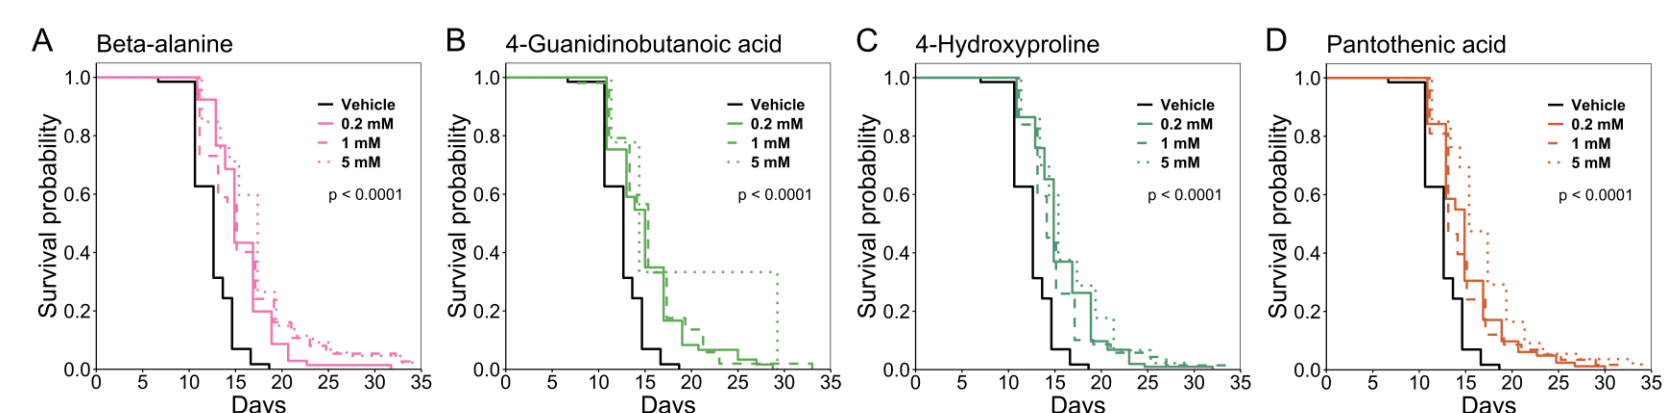 A Beta-alanine
1.0
0.8
0.6
0.4
0.2
0.0
Survival probability
0 5 10 15 20 25 30 35
Days
Vehicle
0.2 mM
1 mM
5 mM
p < 0.0001
B 4-Guanidinobutanoic acid
1.0
0.8
0.6
0.4
0.2
0.0
Survival probability
0 5 10 15 20 25 30 35
Days
Vehicle
0.2 mM
1 mM
5 mM
p < 0.0001
C 4-Hydroxyproline
1.0
0.8
0.6
0.4
0.2
0.0
Survival probability
0 5 10 15 20 25 30 35
Days
Vehicle
0.2 mM
1 mM
5 mM
p < 0.0001
D Pantothenic acid
1.0
0.8
0.6
0.4
0.2
0.0
Survival probability
0 5 10 15 20 25 30 35
Days
Vehicle
0.2 mM
1 mM
5 mM
p < 0.0001